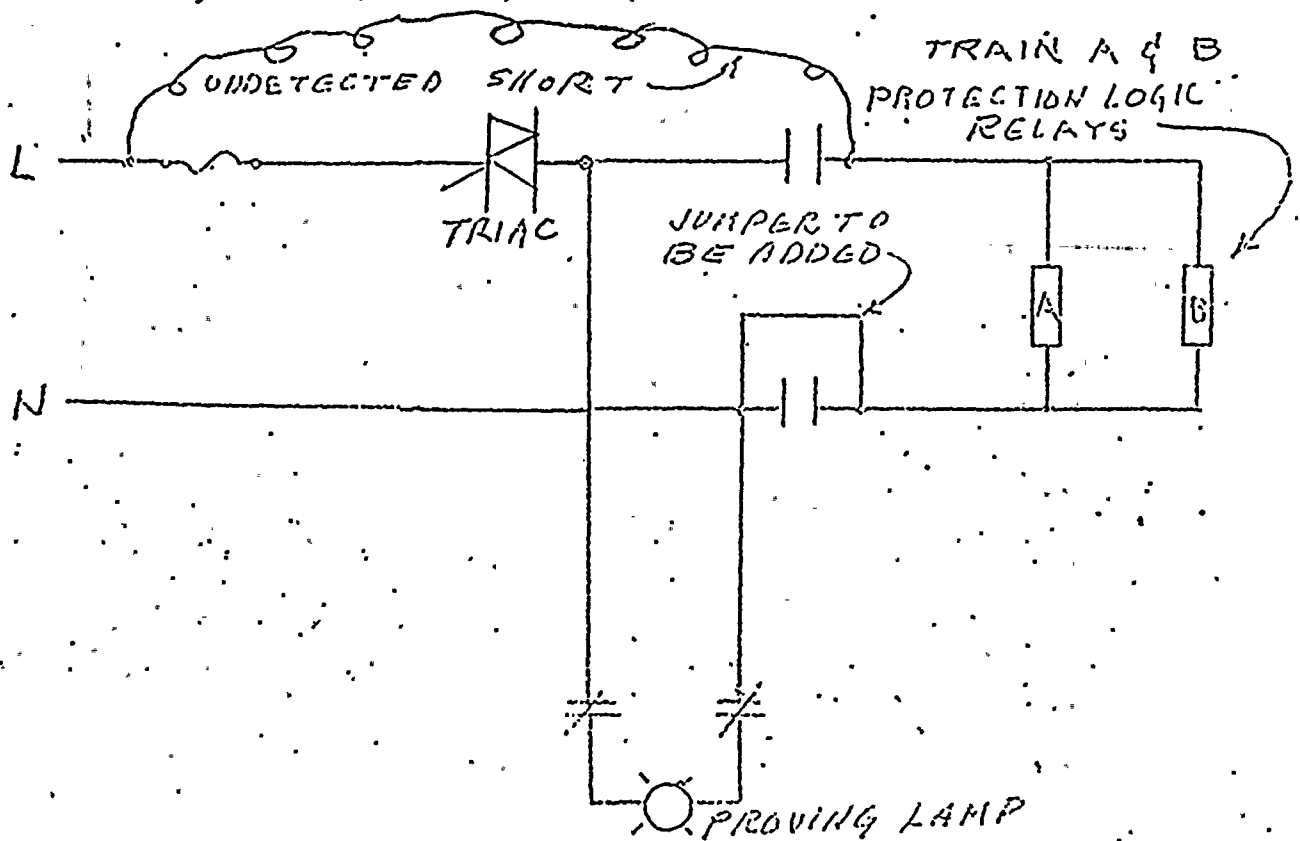 TRAIN A & B
PROTECTION LOGIC
RELAYS
UNDETECTED SHORT
L
TRIAC
JUMPER TO
BE ADDED
A
B
N
PROVING LAMP